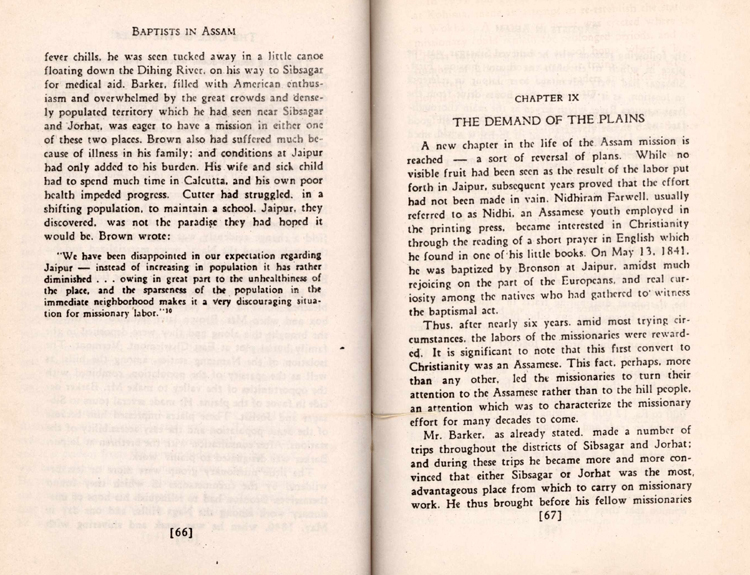 BAPTISTS IN ASSAM
fever chills, he was seen tucked away in a little canoe
floating down the Dihing River, on his way to Sibsagar
for medical aid. Barker, filled with American enthus-
iasm and overwhelmed by the great crowds and dense-
ly populated territory which he had seen near Sibsagar
and Jorhat, was eager to have a mission in either one
of these two places. Brown also had suffered much be-
cause of illness in his family; and conditions at Jaipur
had only added to his burden. His wife and sick child
had to spend much time in Calcutta, and his own poor
health impeded progress. Cutter had struggled, in a
shifting population, to maintain a school. Jaipur, they
discovered, was not the paradise they had hoped it
would be. Brown wrote:
"We have been disappointed in our expectation regarding
Jaipur — instead of increasing in population it has rather
diminished . . . owing in great part to the unhealthiness of
the place, and the sparseness of the population in the
immediate neighborhood makes it a very discouraging situa-
tion for missionary labor."¹⁰
[66]
CHAPTER IX
THE DEMAND OF THE PLAINS
A new chapter in the life of the Assam mission is
reached — a sort of reversal of plans. While no
visible fruit had been seen as the result of the labor put
forth in Jaipur, subsequent years proved that the effort
had not been made in vain. Nidhiram Farwell, usually
referred to as Nidhi, an Assamese youth employed in
the printing press, became interested in Christianity
through the reading of a short prayer in English which
he found in one of his little books. On May 13, 1841,
he was baptized by Bronson at Jaipur, amidst much
rejoicing on the part of the Europeans, and real cur-
iosity among the natives who had gathered to witness
the baptismal act.
Thus, after nearly six years, amid most trying cir-
cumstances, the labors of the missionaries were reward-
ed. It is significant to note that this first convert to
Christianity was an Assamese. This fact, perhaps, more
than any other, led the missionaries to turn their
attention to the Assamese rather than to the hill people,
an attention which was to characterize the missionary
effort for many decades to come.
Mr. Barker, as already stated, made a number of
trips throughout the districts of Sibsagar and Jorhat;
and during these trips he became more and more con-
vinced that either Sibsagar or Jorhat was the most,
advantageous place from which to carry on missionary
work. He thus brought before his fellow missionaries
[67]